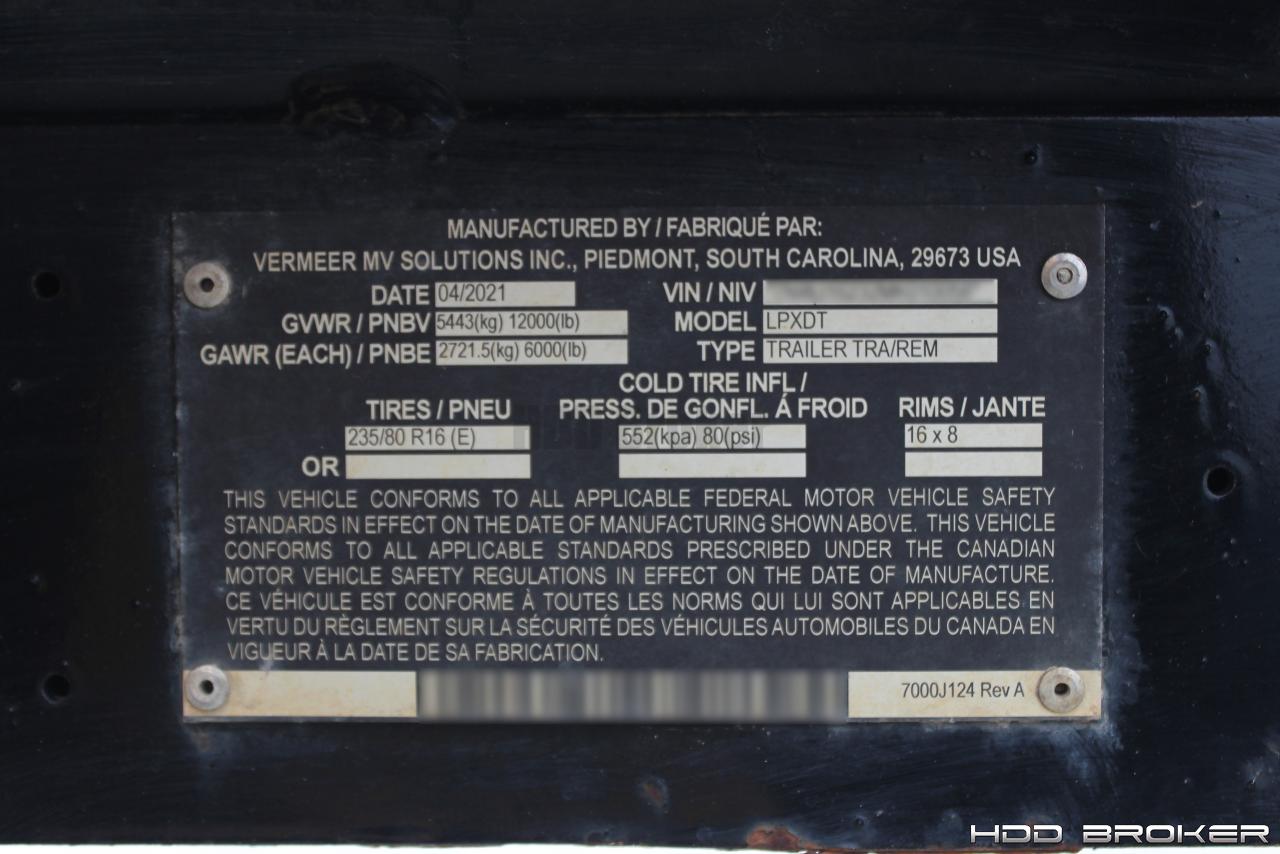 MANUFACTURED BY / FABRIQUÉ PAR:
VERMEER MV SOLUTIONS INC., PIEDMONT, SOUTH CAROLINA, 29673 USA
DATE 04/2021 VIN / NIV
GVWR / PNBV 5443(kg) 12000(lb) MODEL LPXDT
GAWR (EACH) / PNBE 2721.5(kg) 6000(lb) TYPE TRAILER TRA/REM
COLD TIRE INFL /
TIRES / PNEU PRESS. DE GONFL. Á FROID RIMS / JANTE
235/80 R16 (E) 552(kpa) 80(psi) 16 x 8
OR
THIS VEHICLE CONFORMS TO ALL APPLICABLE FEDERAL MOTOR VEHICLE SAFETY
STANDARDS IN EFFECT ON THE DATE OF MANUFACTURING SHOWN ABOVE. THIS VEHICLE
CONFORMS TO ALL APPLICABLE STANDARDS PRESCRIBED UNDER THE CANADIAN
MOTOR VEHICLE SAFETY REGULATIONS IN EFFECT ON THE DATE OF MANUFACTURE.
CE VÉHICULE EST CONFORME À TOUTES LES NORMS QUI LUI SONT APPLICABLES EN
VERTU DU RÈGLEMENT SUR LA SÉCURITÉ DES VÉHICULES AUTOMOBILES DU CANADA EN
VIGUEUR À LA DATE DE SA FABRICATION.
7000J124 Rev A
HDD BROKER